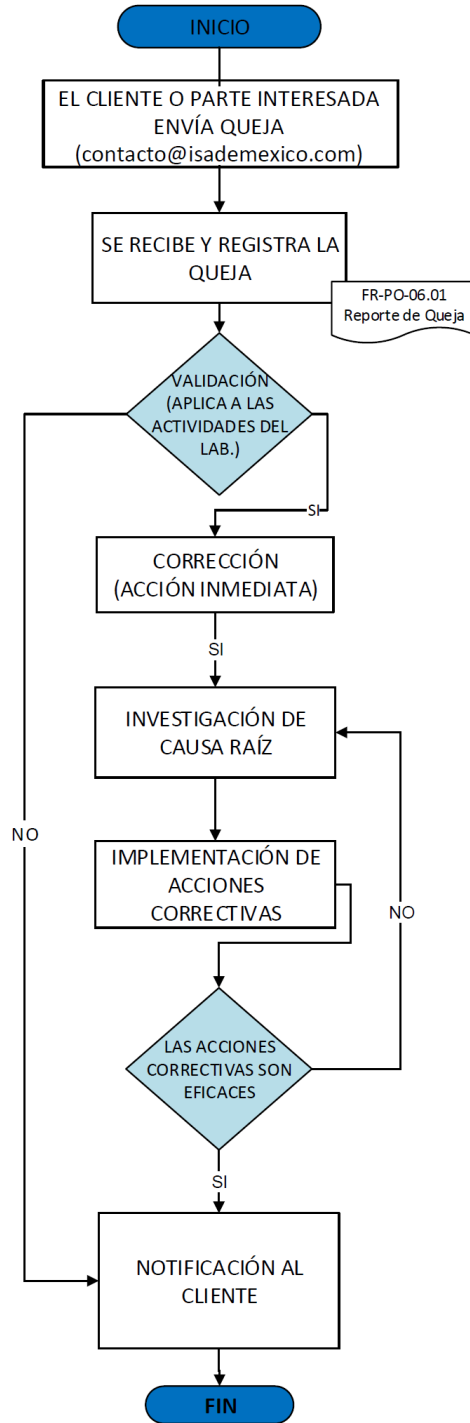 INICIO
EL CLIENTE O PARTE INTERESADA
ENVÍA QUEJA
(contacto@isademexico.com)
SE RECIBE Y REGISTRA LA
QUEJA
FR-PO-06.01
Reporte de Queja
VALIDACIÓN
(APLICA A LAS
ACTIVIDADES DEL
LAB.)
SI
CORRECCIÓN
(ACCIÓN INMEDIATA)
SI
INVESTIGACIÓN DE
CAUSA RAÍZ
NO
IMPLEMENTACIÓN DE
ACCIONES
CORRECTIVAS
NO
LAS ACCIONES
CORRECTIVAS SON
EFICACES
SI
NOTIFICACIÓN AL
CLIENTE
FIN